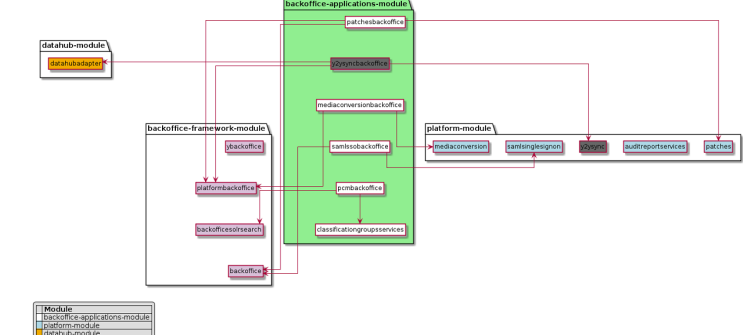 backoffice-applications-module
patchesbackoffice
datahub-module
datahubadapter
y2ysyncbackoffice
mediaconversionbackoffice
backoffice-framework-module
platform-module
ybackoffice
samlssobackoffice
mediaconversion
samlsinglesignon
y2ysync
auditreportservices
patches
platformbackoffice
pcmbackoffice
backofficesolrsearch
classificationgroupsservices
backoffice
Module
backoffice-applications-module
platform-module
datahub-module